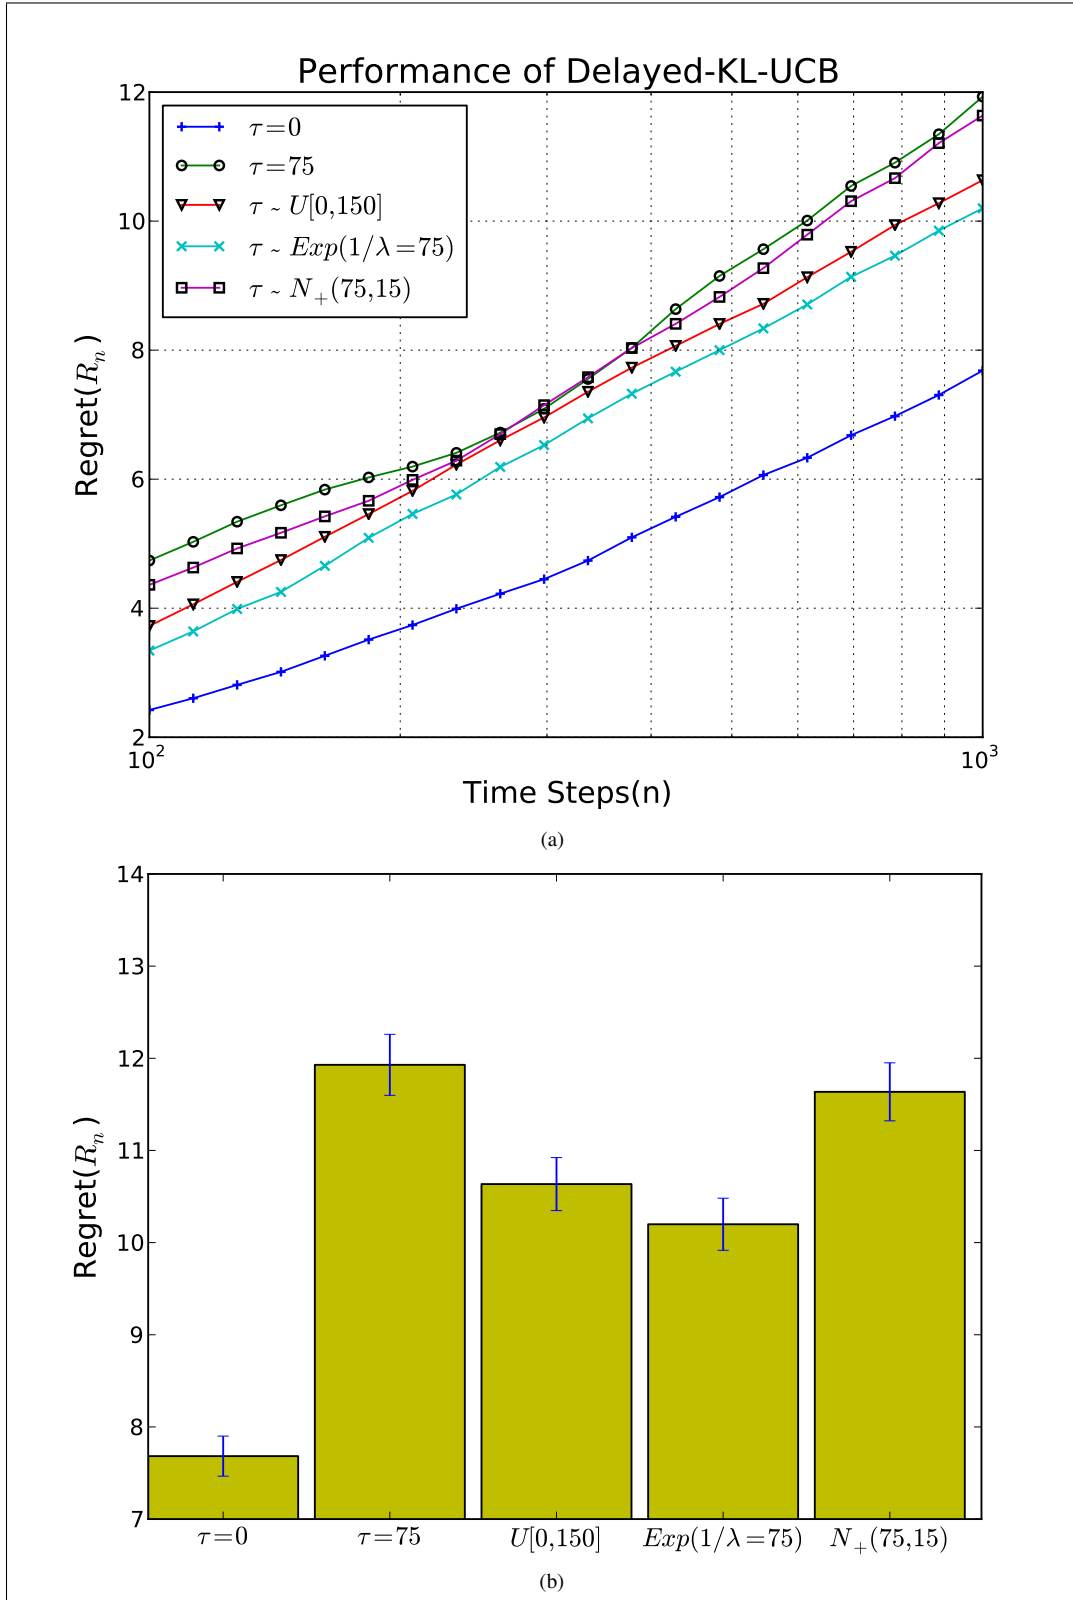 Performance of Delayed-KL-UCB
12
10
8
6
4
2
Regret(R_n)
τ=0
τ=75
τ ~ U[0,150]
τ ~ Exp(1/λ=75)
τ ~ N_+(75,15)
10^2
10^3
Time Steps(n)
(a)
14
13
12
11
10
9
8
7
Regret(R_n)
τ=0 τ=75 U[0,150] Exp(1/λ=75) N_+(75,15)
(b)